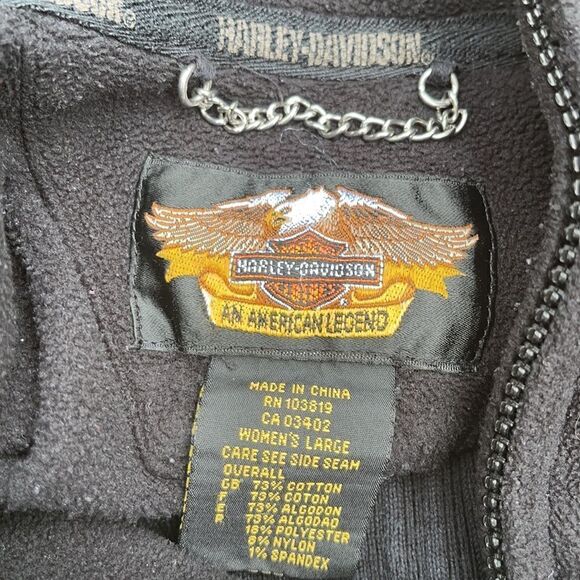 HARLEY-DAVIDSON
HARLEY-DAVIDSON
AN AMERICAN LEGEND
MADE IN CHINA
RN 103819
CA 03402
WOMEN'S LARGE
CARE SEE SIDE SEAM
OVERALL
GB 73% COTTON
F 73% COTON
E 73% ALGODON
P 73% ALGODAO
18% POLYESTER
8% NYLON
1% SPANDEX